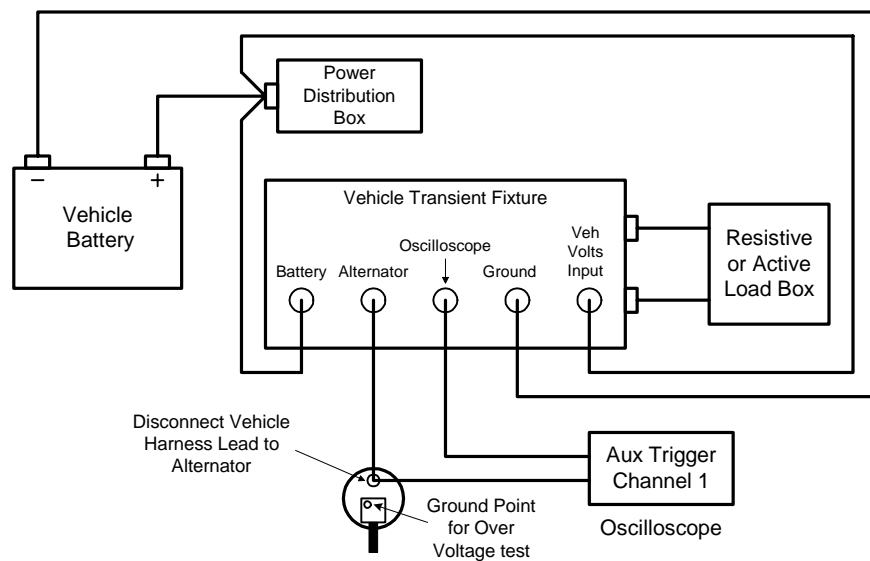 Power
Distribution
Box
−
+
Vehicle
Battery
Vehicle Transient Fixture
Battery
Alternator
Oscilloscope
Ground
Veh
Volts
Input
Resistive
or Active
Load Box
Disconnect Vehicle
Harness Lead to
Alternator
Ground Point
for Over
Voltage test
Aux Trigger
Channel 1
Oscilloscope